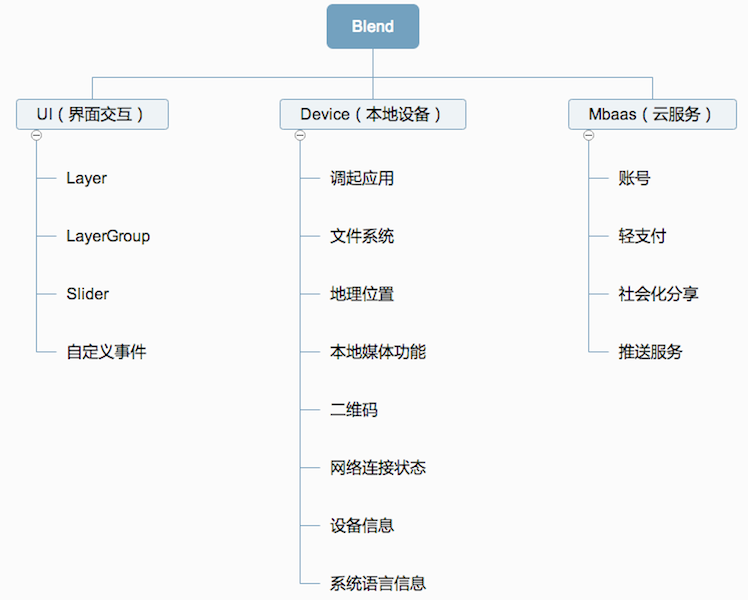 Blend
UI（界面交互）
Device（本地设备）
Mbaas（云服务）
Layer
LayerGroup
Slider
自定义事件
调起应用
文件系统
地理位置
本地媒体功能
二维码
网络连接状态
设备信息
系统语言信息
账号
轻支付
社会化分享
推送服务